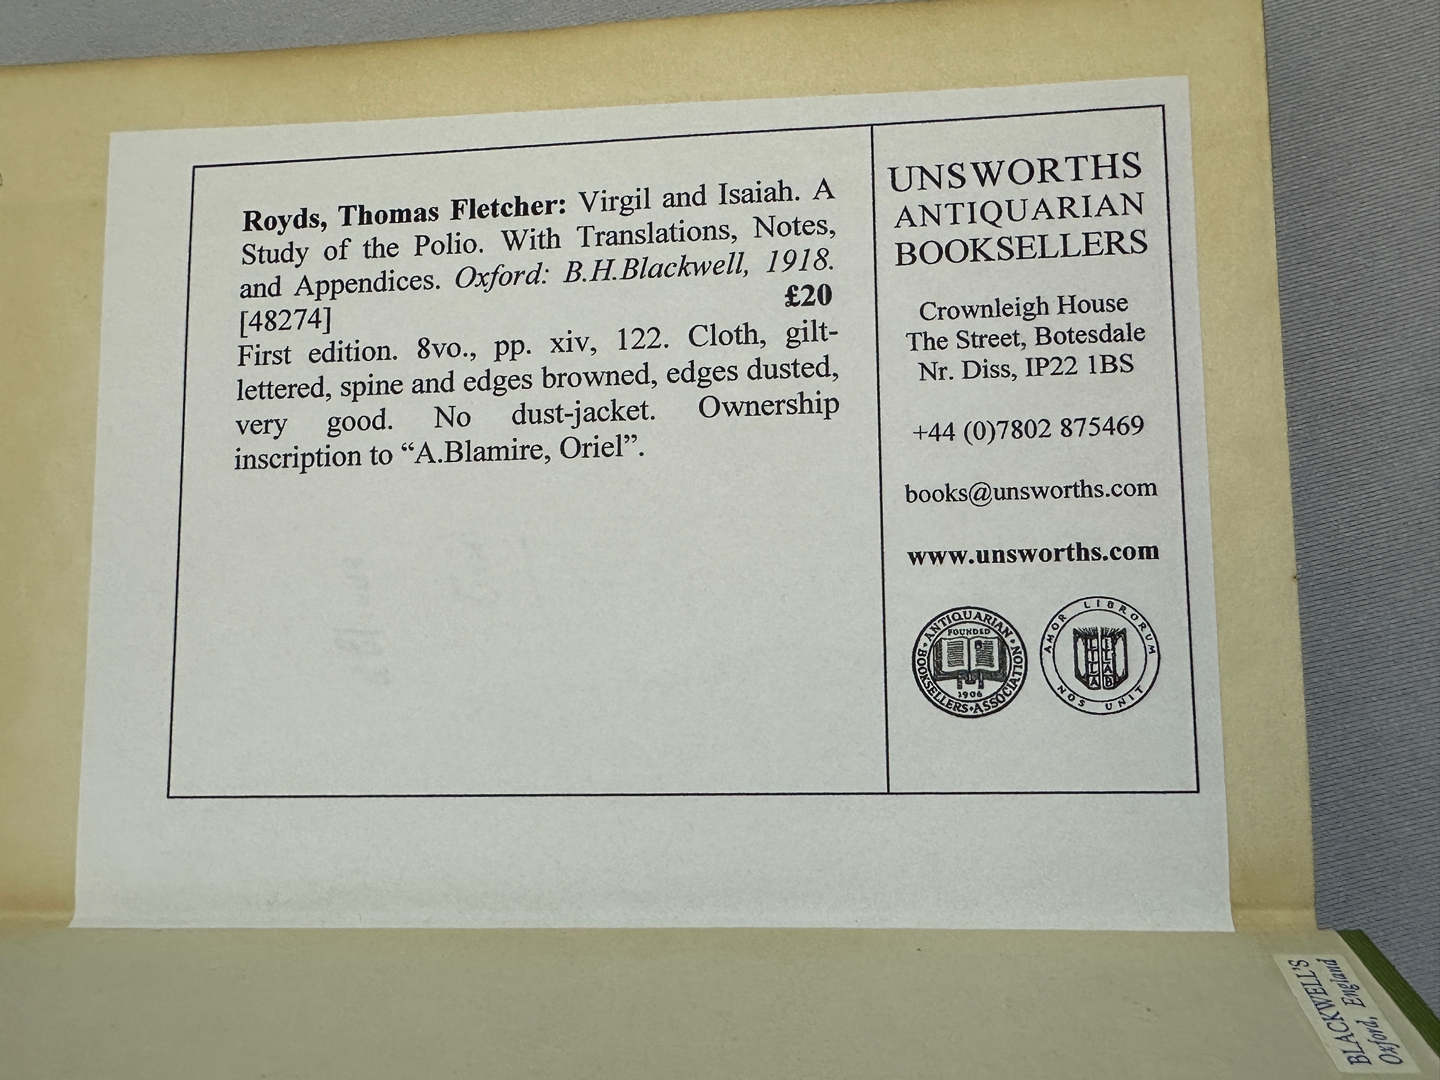 Royds, Thomas Fletcher: Virgil and Isaiah. A
Study of the Polio. With Translations, Notes,
and Appendices. Oxford: B.H.Blackwell, 1918.
[48274] £20
First edition. 8vo., pp. xiv, 122. Cloth, gilt-
lettered, spine and edges browned, edges dusted,
very good. No dust-jacket. Ownership
inscription to “A.Blamire, Oriel”.
UNSWORTHS
ANTIQUARIAN
BOOKSELLERS
Crownleigh House
The Street, Botesdale
Nr. Diss, IP22 1BS
+44 (0)7802 875469
books@unsworths.com
www.unsworths.com
ANTIQUARIAN
BOOKSELLERS·ASSOCIATION
FOUNDED
1906
AMOR LIBRORUM
NOS UNIT
BLACKWELL'S
Oxford, England